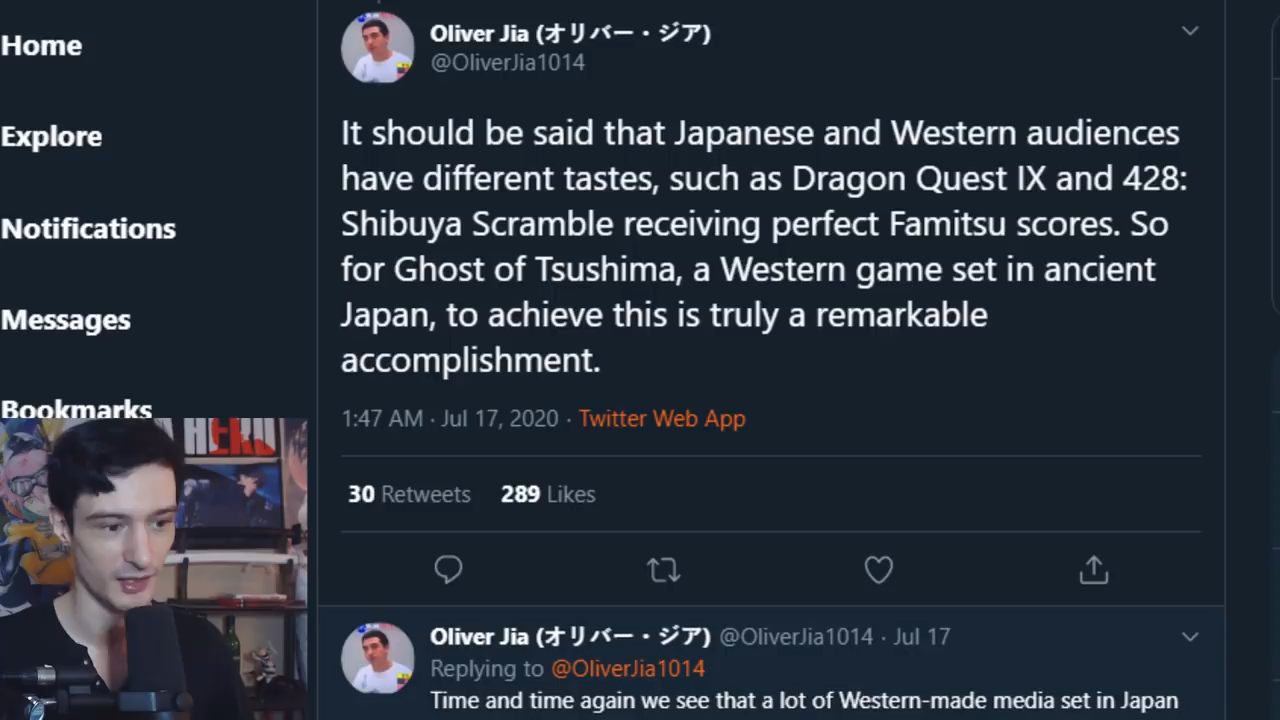 Home
Explore
Notifications
Messages
Bookmarks
Oliver Jia (オリバー・ジア)
@OliverJia1014
It should be said that Japanese and Western audiences
have different tastes, such as Dragon Quest IX and 428:
Shibuya Scramble receiving perfect Famitsu scores. So
for Ghost of Tsushima, a Western game set in ancient
Japan, to achieve this is truly a remarkable
accomplishment.
1:47 AM · Jul 17, 2020 · Twitter Web App
30 Retweets 289 Likes
Oliver Jia (オリバー・ジア) @OliverJia1014 · Jul 17
Replying to @OliverJia1014
Time and time again we see that a lot of Western-made media set in Japan
HERO